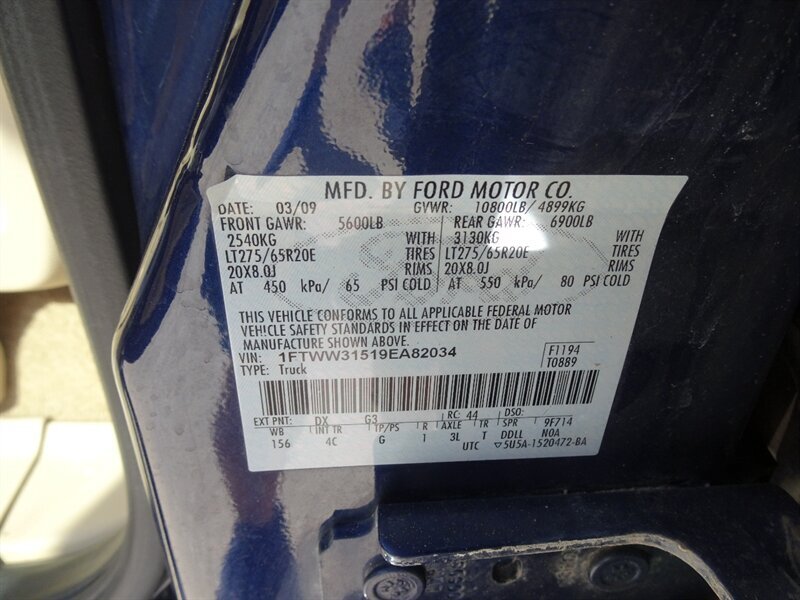 MFD. BY FORD MOTOR CO.
DATE: 03/09 GVWR: 10800LB/ 4899KG
FRONT GAWR: 5600LB REAR GAWR: 6900LB
2540KG WITH 3130KG WITH
LT275/65R20E TIRES LT275/65R20E TIRES
20X8.0J RIMS 20X8.0J RIMS
AT 450 kPa/ 65 PSI COLD AT 550 kPa/ 80 PSI COLD
THIS VEHICLE CONFORMS TO ALL APPLICABLE FEDERAL MOTOR
VEHICLE SAFETY STANDARDS IN EFFECT ON THE DATE OF
MANUFACTURE SHOWN ABOVE.
VIN: 1FTWW31519EA82034 F1194
TYPE: Truck T0889
EXT PNT: DX G3 RC: 44 DSO:
WB INT TR TP/PS R AXLE TR SPR 9F714
156 4C G 1 3L T DDLL NOA
UTC ▽5U5A-1520472-BA